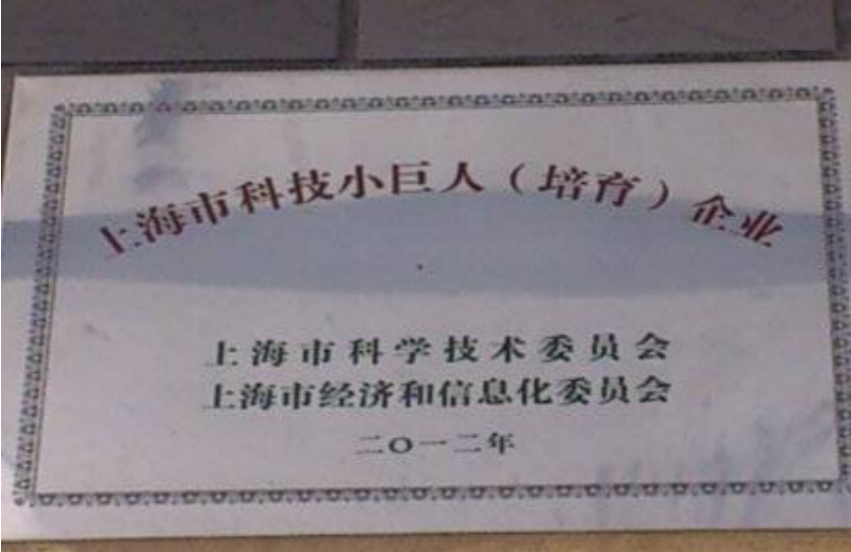 上海市科技小巨人（培育）企业
上海市科学技术委员会
上海市经济和信息化委员会
二〇一二年